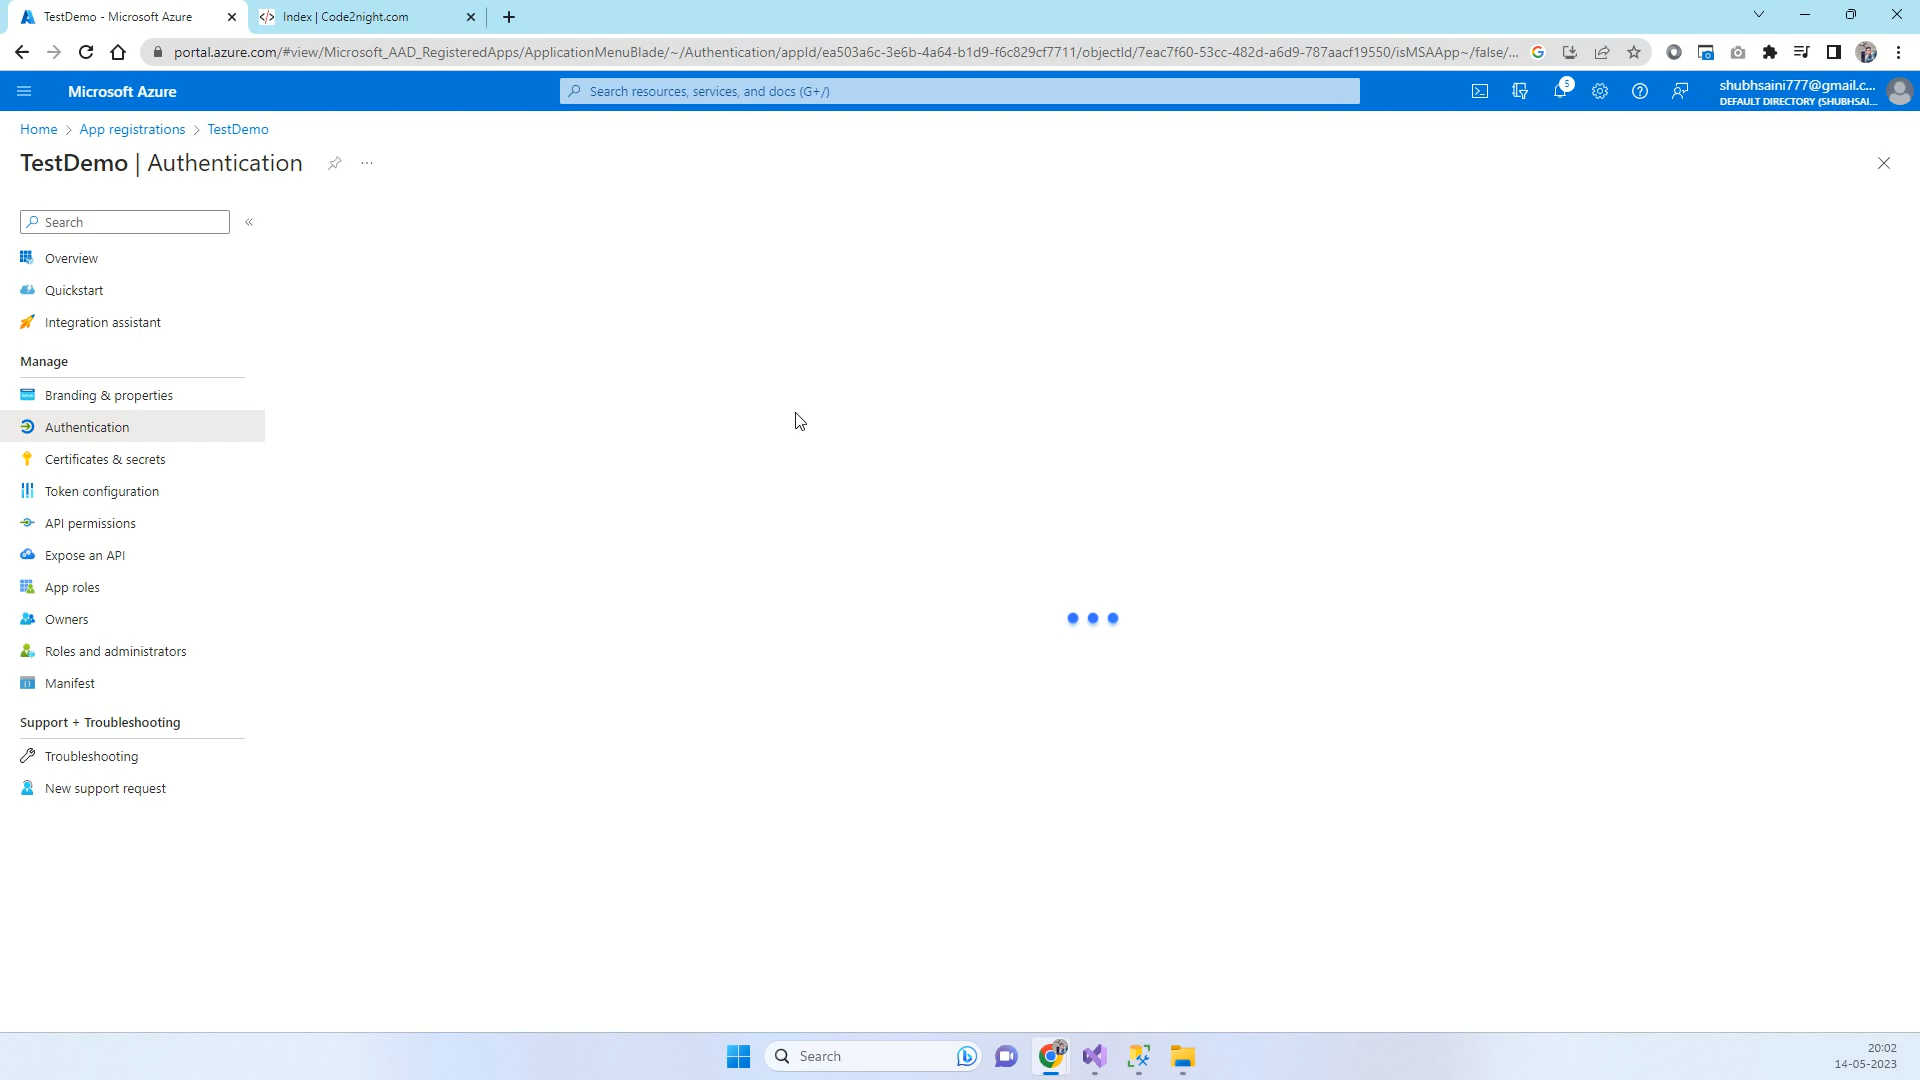 TestDemo - Microsoft Azure
Index | Code2night.com
portal.azure.com/#view/Microsoft_AAD_RegisteredApps/ApplicationMenuBlade/~/Authentication/appId/ea503a6c-3e6b-4a64-b1d9-f6c829cf7711/objectId/7eac7f60-53cc-482d-a6d9-787aacf19550/isMSAApp~/false/...
Microsoft Azure
Search resources, services, and docs (G+/)
5
shubhsaini777@gmail.c...
DEFAULT DIRECTORY (SHUBHSAI...
Home > App registrations > TestDemo
TestDemo | Authentication
Search
Overview
Quickstart
Integration assistant
Manage
Branding & properties
Authentication
Certificates & secrets
Token configuration
API permissions
Expose an API
App roles
Owners
Roles and administrators
Manifest
Support + Troubleshooting
Troubleshooting
New support request
Search
20:02
14-05-2023